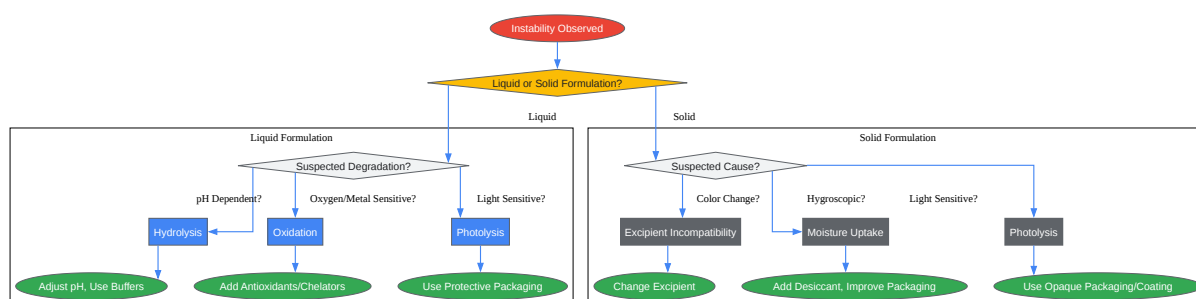 Instability Observed
Liquid or Solid Formulation?
Liquid
Solid
Liquid Formulation
Solid Formulation
Suspected Degradation?
Suspected Cause?
pH Dependent?
Oxygen/Metal Sensitive?
Light Sensitive?
Color Change?
Hygroscopic?
Light Sensitive?
Hydrolysis
Oxidation
Photolysis
Excipient Incompatibility
Moisture Uptake
Photolysis
Adjust pH, Use Buffers
Add Antioxidants/Chelators
Use Protective Packaging
Change Excipient
Add Desiccant, Improve Packaging
Use Opaque Packaging/Coating